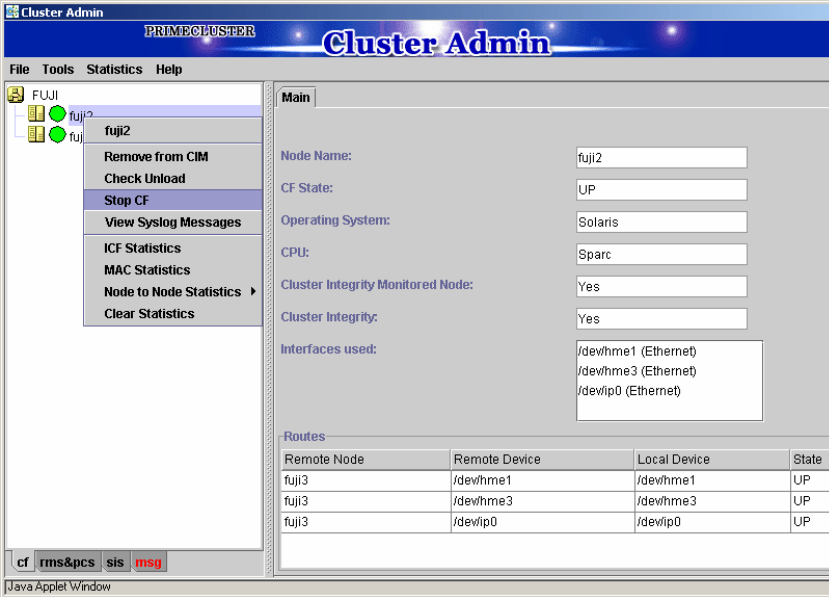 Cluster Admin
PRIMECLUSTER
Cluster Admin
File Tools Statistics Help
FUJI
fuji2
fuj
fuji2
Remove from CIM
Check Unload
Stop CF
View Syslog Messages
ICF Statistics
MAC Statistics
Node to Node Statistics
Clear Statistics
Main
Node Name: fuji2
CF State: UP
Operating System: Solaris
CPU: Sparc
Cluster Integrity Monitored Node: Yes
Cluster Integrity: Yes
Interfaces used: /dev/hme1 (Ethernet)
/dev/hme3 (Ethernet)
/dev/ip0 (Ethernet)
Routes
Remote Node Remote Device Local Device State
fuji3 /dev/hme1 /dev/hme1 UP
fuji3 /dev/hme3 /dev/hme3 UP
fuji3 /dev/ip0 /dev/ip0 UP
cf rms&pcs sis msg
Java Applet Window